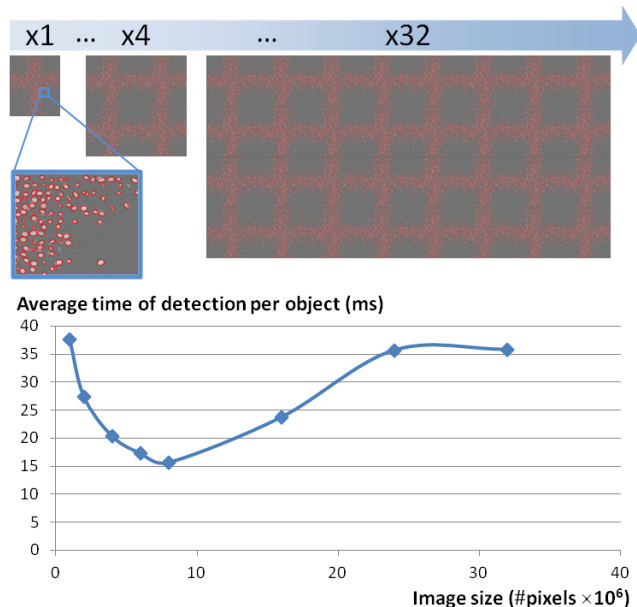 x1 ... x4 ... x32
Average time of detection per object (ms)
40
35
30
25
20
15
10
5
0
0 10 20 30 40
Image size (#pixels ×10⁶)